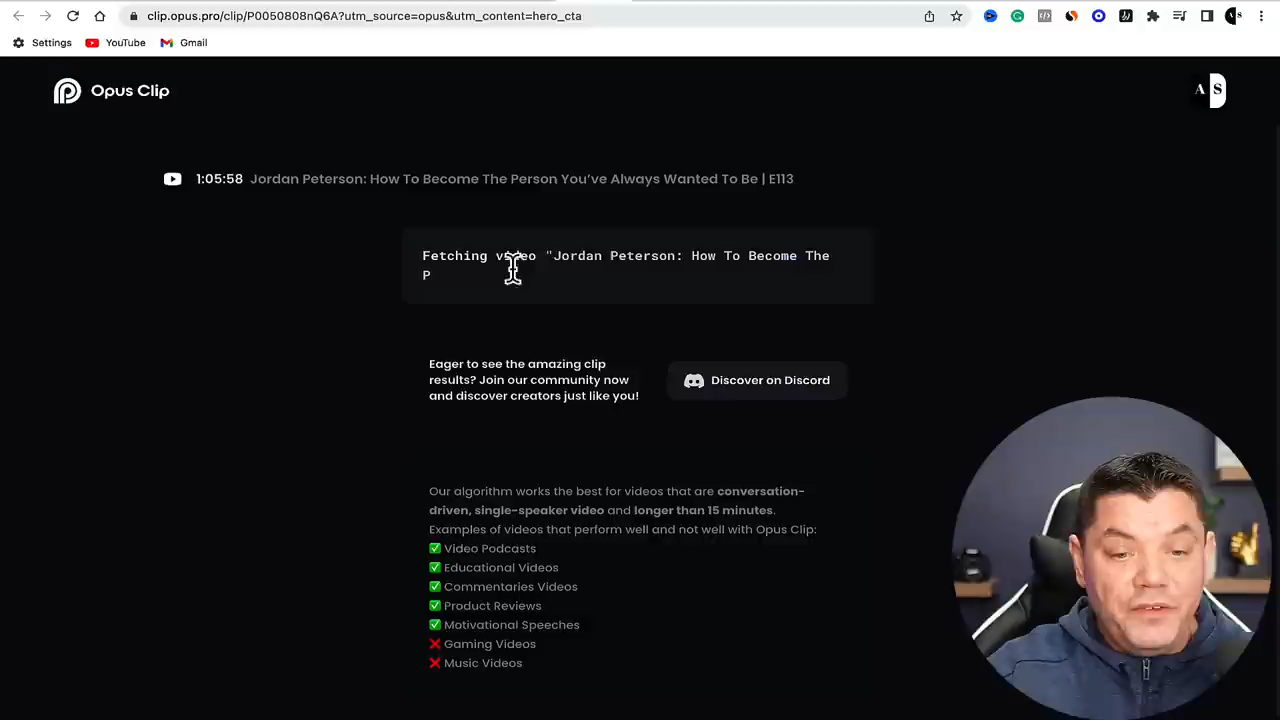 clip.opus.pro/clip/P0050808nQ6A?utm_source=opus&utm_content=hero_cta
Settings YouTube Gmail
Opus Clip
A S
1:05:58 Jordan Peterson: How To Become The Person You've Always Wanted To Be | E113
Fetching video "Jordan Peterson: How To Become The
P
Eager to see the amazing clip
results? Join our community now
and discover creators just like you!
Discover on Discord
Our algorithm works the best for videos that are conversation-
driven, single-speaker video and longer than 15 minutes.
Examples of videos that perform well and not well with Opus Clip:
✅ Video Podcasts
✅ Educational Videos
✅ Commentaries Videos
✅ Product Reviews
✅ Motivational Speeches
❌ Gaming Videos
❌ Music Videos